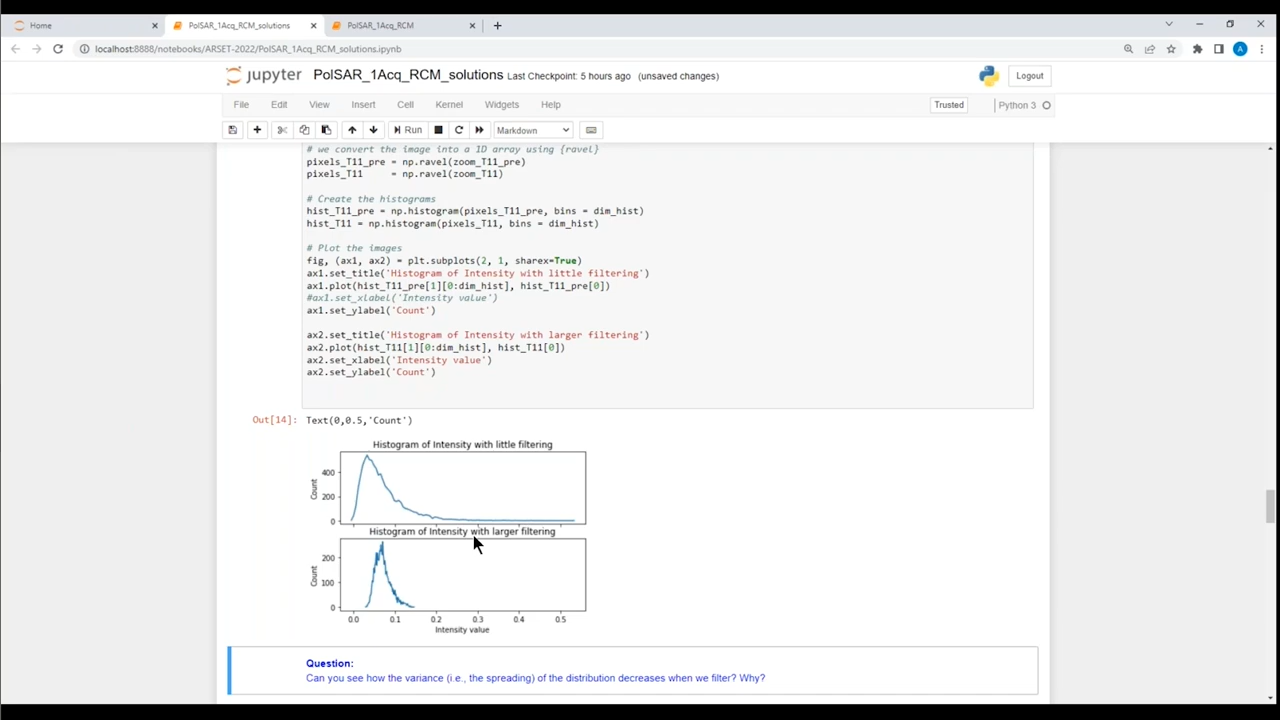 Home
PolSAR_1Acq_RCM_solutions
PolSAR_1Acq_RCM
localhost:8888/notebooks/ARSET-2022/PolSAR_1Acq_RCM_solutions.ipynb
A
jupyter PolSAR_1Acq_RCM_solutions Last Checkpoint: 5 hours ago (unsaved changes)
Logout
File Edit View Insert Cell Kernel Widgets Help
Trusted
Python 3
Run
Markdown
# we convert the image into a 1D array using {ravel}
pixels_T11_pre = np.ravel(zoom_T11_pre)
pixels_T11     = np.ravel(zoom_T11)
# Create the histograms
hist_T11_pre = np.histogram(pixels_T11_pre, bins = dim_hist)
hist_T11 = np.histogram(pixels_T11, bins = dim_hist)
# Plot the images
fig, (ax1, ax2) = plt.subplots(2, 1, sharex=True)
ax1.set_title('Histogram of Intensity with little filtering')
ax1.plot(hist_T11_pre[1][0:dim_hist], hist_T11_pre[0])
#ax1.set_xlabel('Intensity value')
ax1.set_ylabel('Count')
ax2.set_title('Histogram of Intensity with larger filtering')
ax2.plot(hist_T11[1][0:dim_hist], hist_T11[0])
ax2.set_xlabel('Intensity value')
ax2.set_ylabel('Count')
Out[14]: Text(0,0.5,'Count')
Histogram of Intensity with little filtering
400
200
0
Count
Histogram of Intensity with larger filtering
200
100
0
Count
0.0 0.1 0.2 0.3 0.4 0.5
Intensity value
Question:
Can you see how the variance (i.e., the spreading) of the distribution decreases when we filter? Why?